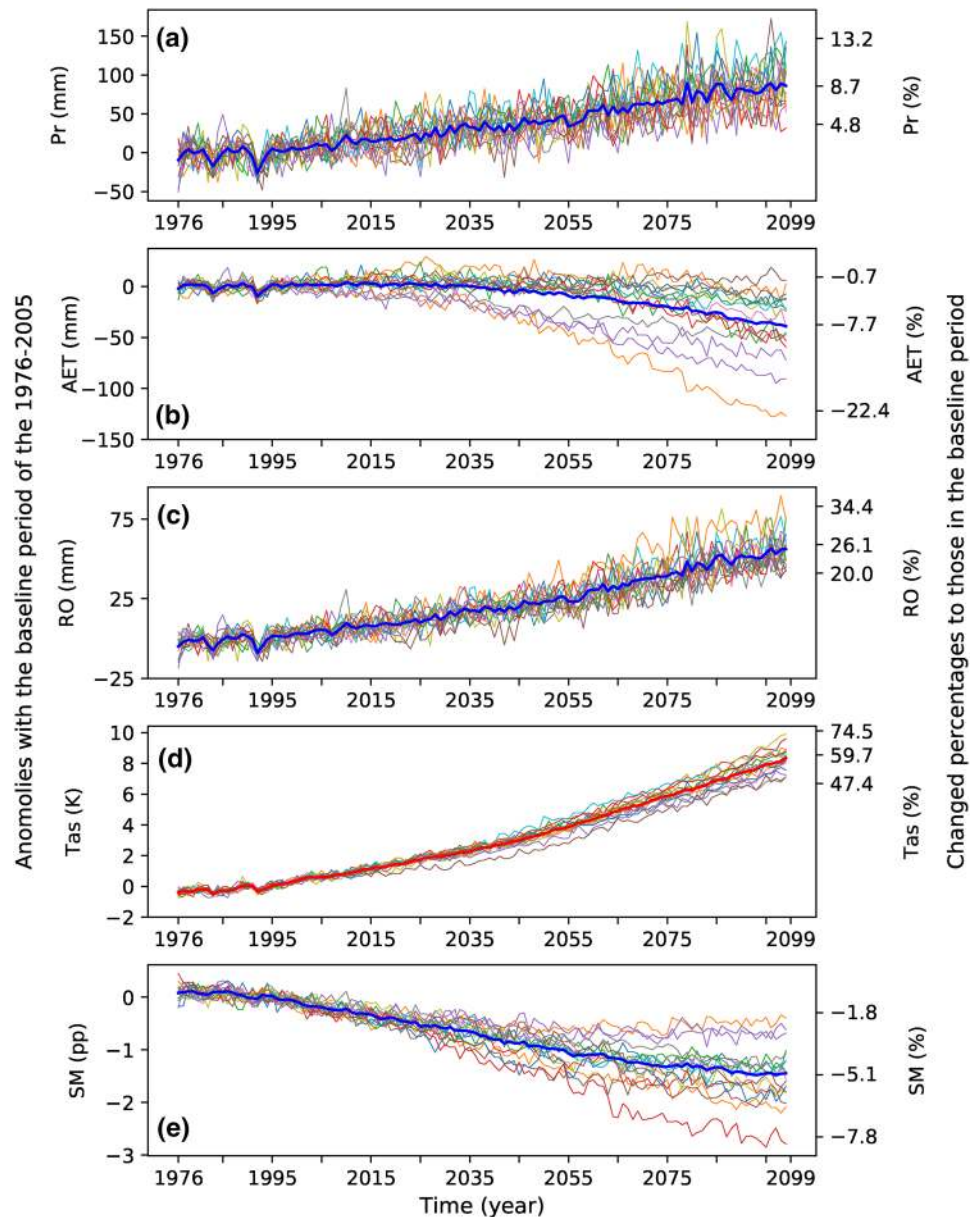 Anomolies with the baseline period of the 1976-2005
Changed percentages to those in the baseline period
(a)
Pr (mm)
150
100
50
0
−50
13.2
8.7
4.8
Pr (%)
1976 1995 2035 2055 2075 2099
(b)
AET (mm)
0
−50
−100
−150
−0.7
−7.7
−22.4
AET (%)
1976 1995 2035 2055 2075 2099
(c)
RO (mm)
75
25
−25
34.4
26.1
20.0
RO (%)
1976 1995 2035 2055 2075 2099
(d)
Tas (K)
10
8
6
4
2
0
−2
74.5
59.7
47.4
Tas (%)
1976 1995 2035 2055 2075 2099
(e)
SM (pp)
0
−1
−2
−3
−1.8
−5.1
−7.8
SM (%)
1976 1995 2035 2055 2075 2099
Time (year)